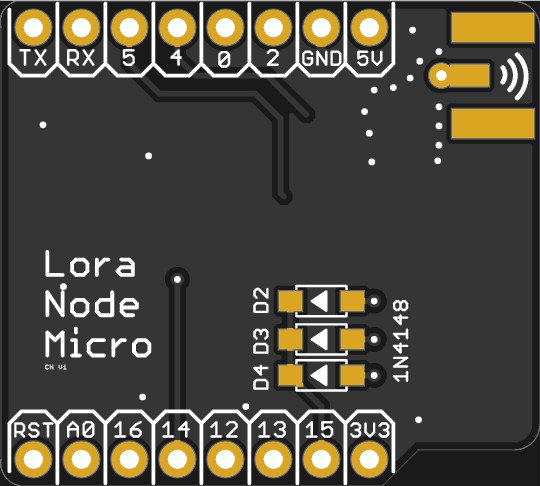 TX RX 5 4 0 2 GND 5V
Lora
Node
Micro
CN V1
D2
D3
D4
1N4148
RST A0 16 14 12 13 15 3V3